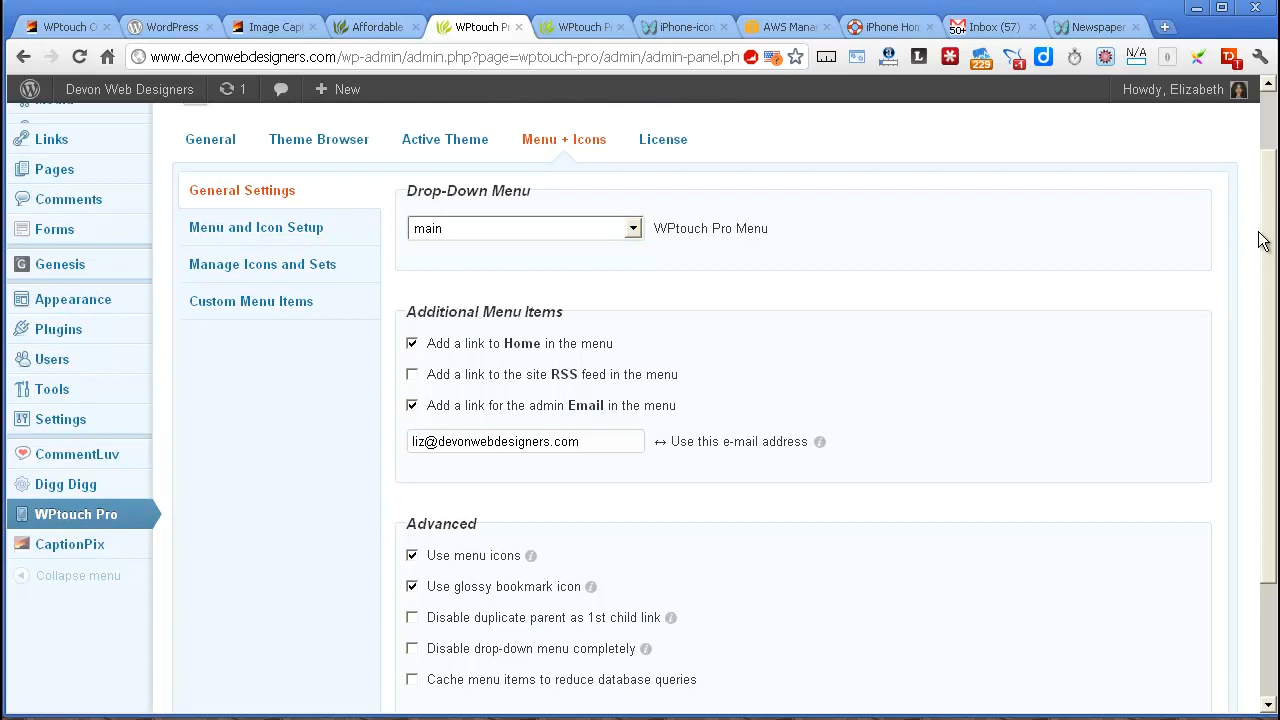 WPtouch C
WordPress
Image Capt
Affordable
WPtouch Pr
WPtouch P
iPhone-icon
AWS Mana
iPhone Hom
Inbox (57)
Newspaper
www.devonwebdesigners.com/wp-admin/admin.php?page=wptouch-pro/admin/admin-panel.ph
229
1
N/A
0
1
Devon Web Designers
1
New
Howdy, Elizabeth
Links
Pages
Comments
Forms
Genesis
Appearance
Plugins
Users
Tools
Settings
CommentLuv
Digg Digg
WPtouch Pro
CaptionPix
Collapse menu
General
Theme Browser
Active Theme
Menu + Icons
License
General Settings
Menu and Icon Setup
Manage Icons and Sets
Custom Menu Items
Drop-Down Menu
main
WPtouch Pro Menu
Additional Menu Items
Add a link to Home in the menu
Add a link to the site RSS feed in the menu
Add a link for the admin Email in the menu
liz@devonwebdesigners.com
↔ Use this e-mail address
Advanced
Use menu icons
Use glossy bookmark icon
Disable duplicate parent as 1st child link
Disable drop-down menu completely
Cache menu items to reduce database queries